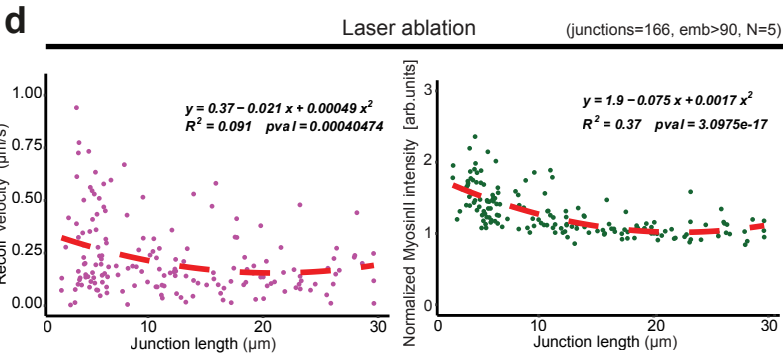 d
Laser ablation
(junctions=166, emb>90, N=5)
Recoil velocity (μm/s)
1.00
0.75
0.50
0.25
0.00
y = 0.37 – 0.021 x + 0.00049 x²
R² = 0.091 pval = 0.00040474
0 10 20 30
Junction length (μm)
Normalized MyosinII intensity [arb.units]
3
2
1
0
y = 1.9 – 0.075 x + 0.0017 x²
R² = 0.37 pval = 3.0975e-17
0 10 20 30
Junction length (μm)